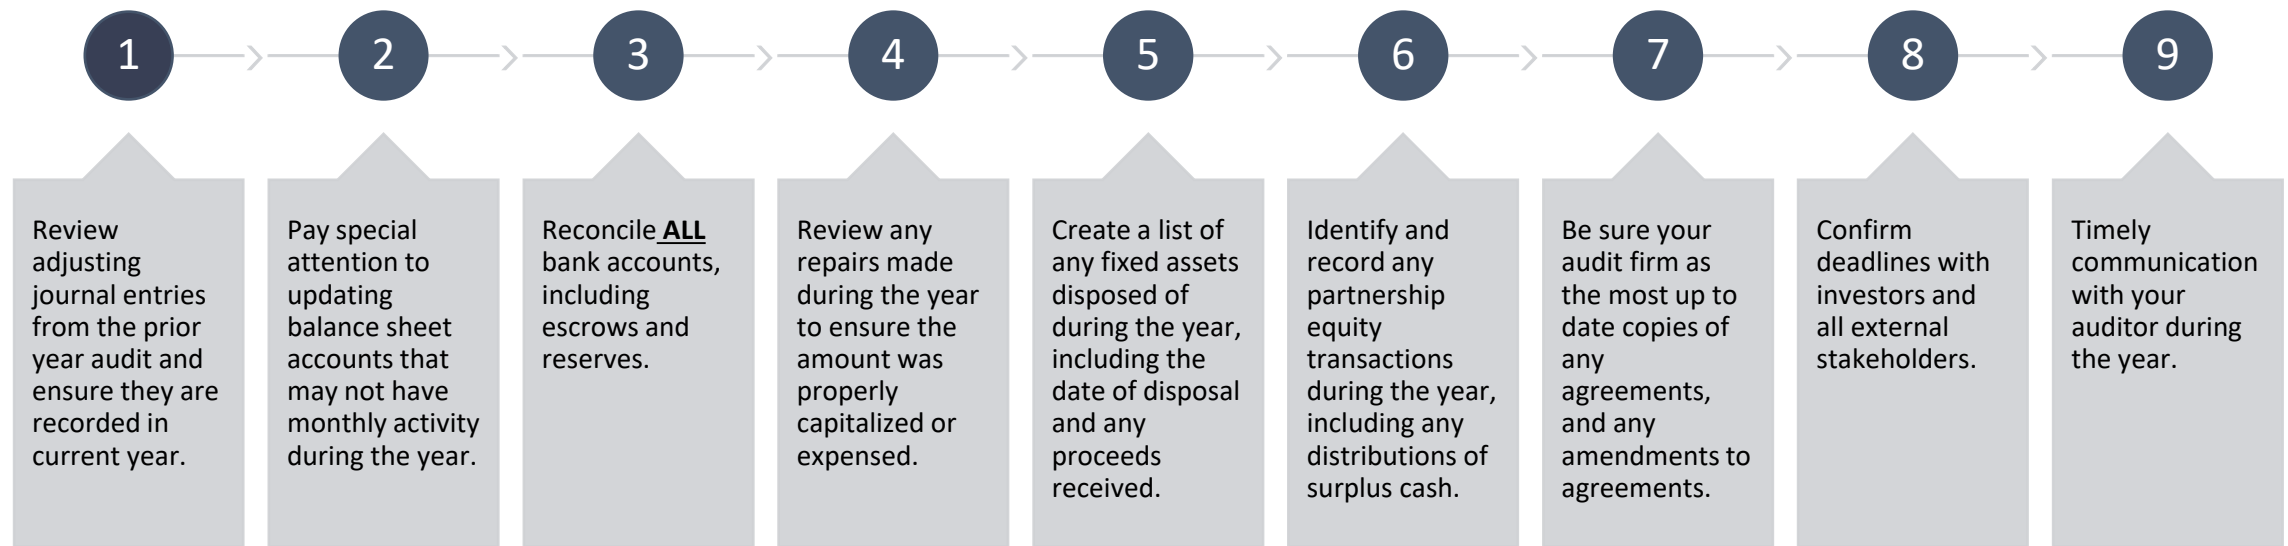 1
2
3
4
5
6
7
8
9
Review
adjusting
journal entries
from the prior
year audit and
ensure they are
recorded in
current year.
Pay special
attention to
updating
balance sheet
accounts that
may not have
monthly activity
during the year.
Reconcile ALL
bank accounts,
including
escrows and
reserves.
Review any
repairs made
during the year
to ensure the
amount was
properly
capitalized or
expensed.
Create a list of
any fixed assets
disposed of
during the year,
including the
date of disposal
and any
proceeds
received.
Identify and
record any
partnership
equity
transactions
during the year,
including any
distributions of
surplus cash.
Be sure your
audit firm as
the most up to
date copies of
any
agreements,
and any
amendments to
agreements.
Confirm
deadlines with
investors and
all external
stakeholders.
Timely
communication
with your
auditor during
the year.